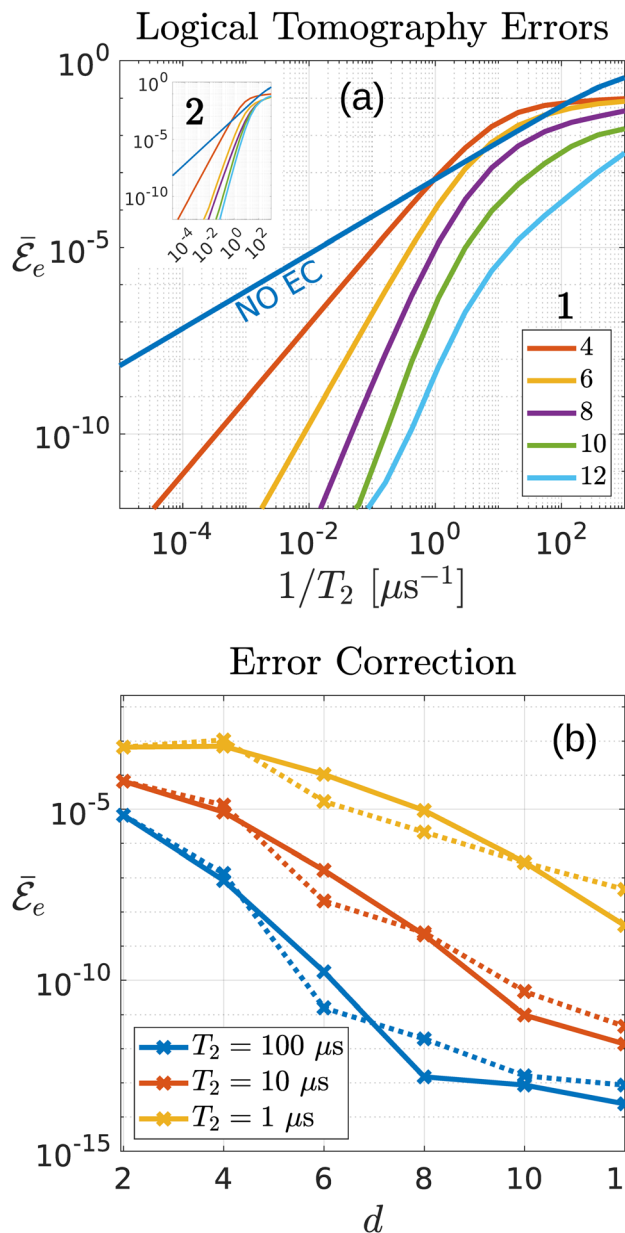 Logical Tomography Errors
(a)
2
10^0
10^-5
10^-10
10^-4
10^-2
10^0
10^2
10^0
10^-5
10^-10
Ē_e
NO EC
1
4
6
8
10
12
10^-4
10^-2
10^0
10^2
1/T_2 [μs^-1]
Error Correction
(b)
10^-5
10^-10
10^-15
Ē_e
T_2 = 100 μs
T_2 = 10 μs
T_2 = 1 μs
2
4
6
8
10
1
d